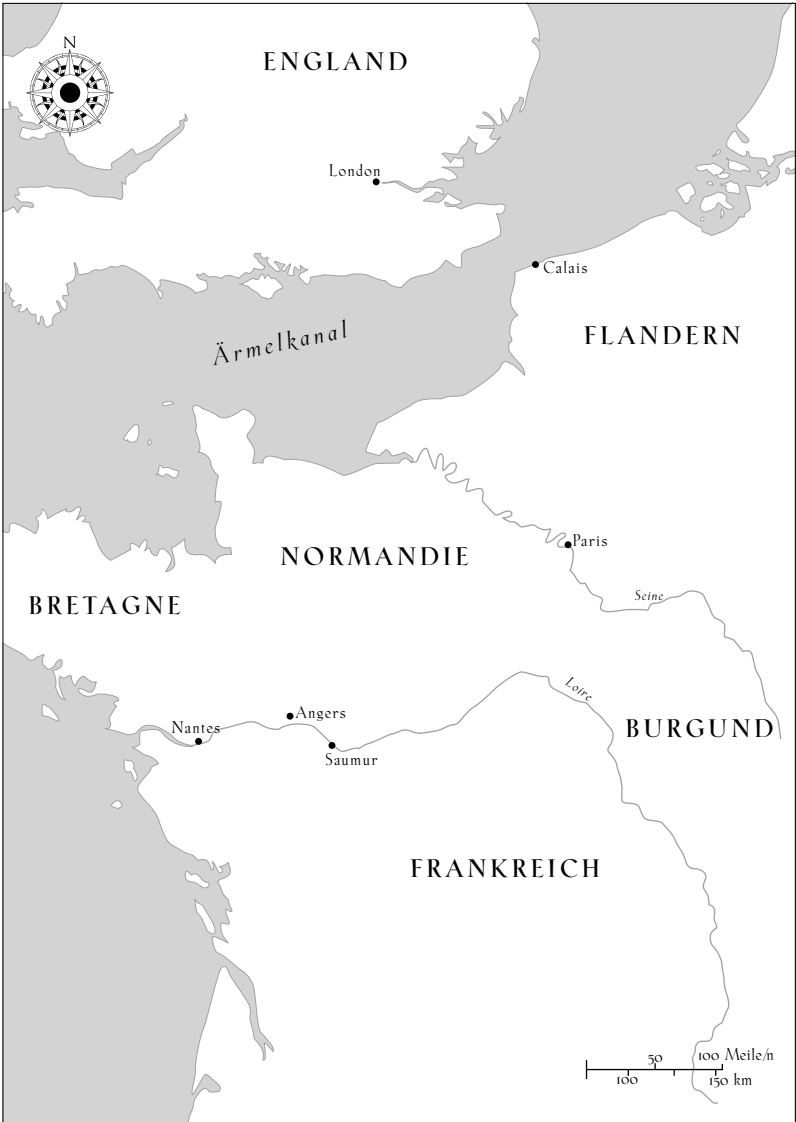 N
ENGLAND
London
Calais
FLANDERN
Ärmelkanal
Paris
NORMANDIE
Seine
BRETAGNE
Loire
Angers
Nantes
BURGUND
Saumur
FRANKREICH
50 100 Meile/n
100 150 km